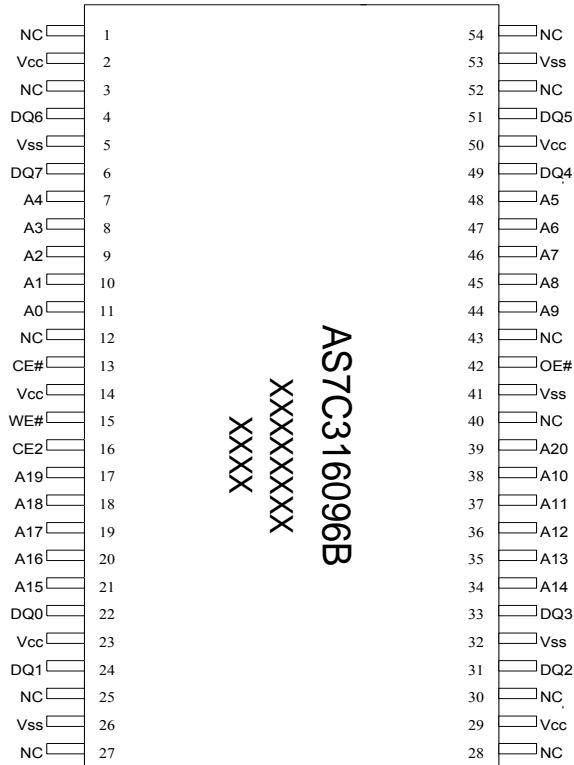 NC 1 54 NC
Vcc 2 53 Vss
NC 3 52 NC
DQ6 4 51 DQ5
Vss 5 50 Vcc
DQ7 6 49 DQ4
A4 7 48 A5
A3 8 47 A6
A2 9 46 A7
A1 10 45 A8
A0 11 44 A9
NC 12 43 NC
CE# 13 42 OE#
Vcc 14 41 Vss
WE# 15 40 NC
CE2 16 39 A20
A19 17 38 A10
A18 18 37 A11
A17 19 36 A12
A16 20 35 A13
A15 21 34 A14
DQ0 22 33 DQ3
Vcc 23 32 Vss
DQ1 24 31 DQ2
NC 25 30 NC
Vss 26 29 Vcc
NC 27 28 NC
AS7C316096B
XXXXXXXX
XXXX